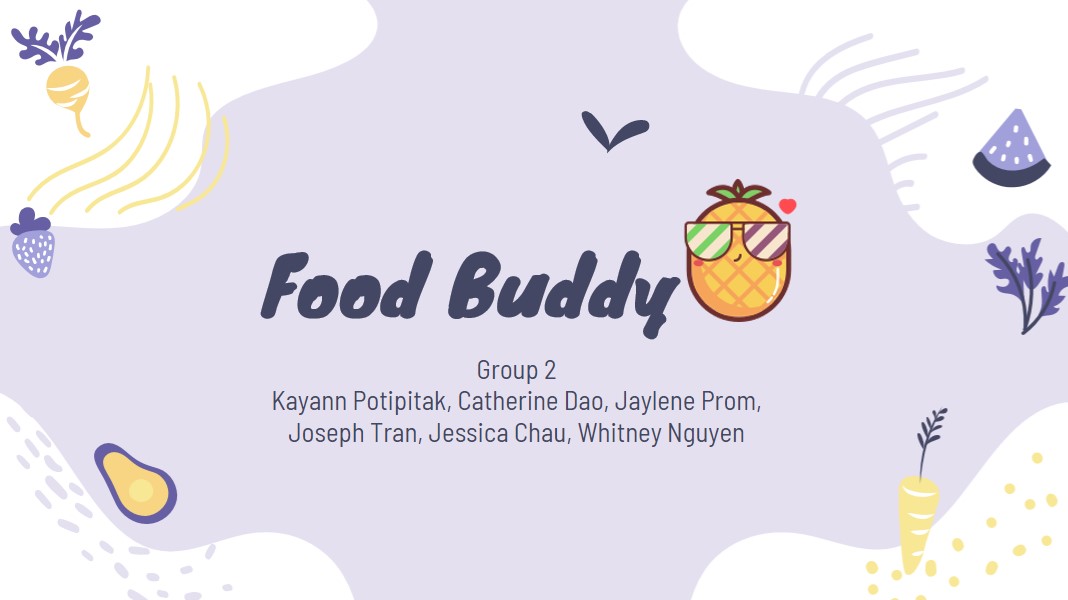 Food Buddy
Group 2
Kayann Potipitak, Catherine Dao, Jaylene Prom,
Joseph Tran, Jessica Chau, Whitney Nguyen